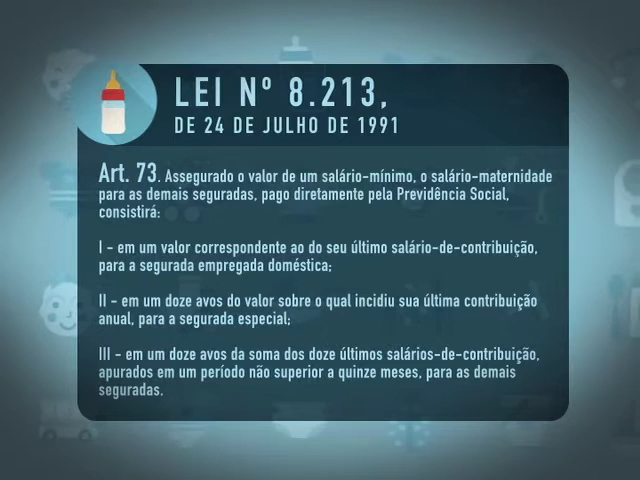 LEI Nº 8.213,
DE 24 DE JULHO DE 1991
Art. 73. Assegurado o valor de um salário-mínimo, o salário-maternidade
para as demais seguradas, pago diretamente pela Previdência Social,
consistirá:
I - em um valor correspondente ao do seu último salário-de-contribuição,
para a segurada empregada doméstica;
II - em um doze avos do valor sobre o qual incidiu sua última contribuição
anual, para a segurada especial;
III - em um doze avos da soma dos doze últimos salários-de-contribuição,
apurados em um período não superior a quinze meses, para as demais
seguradas.